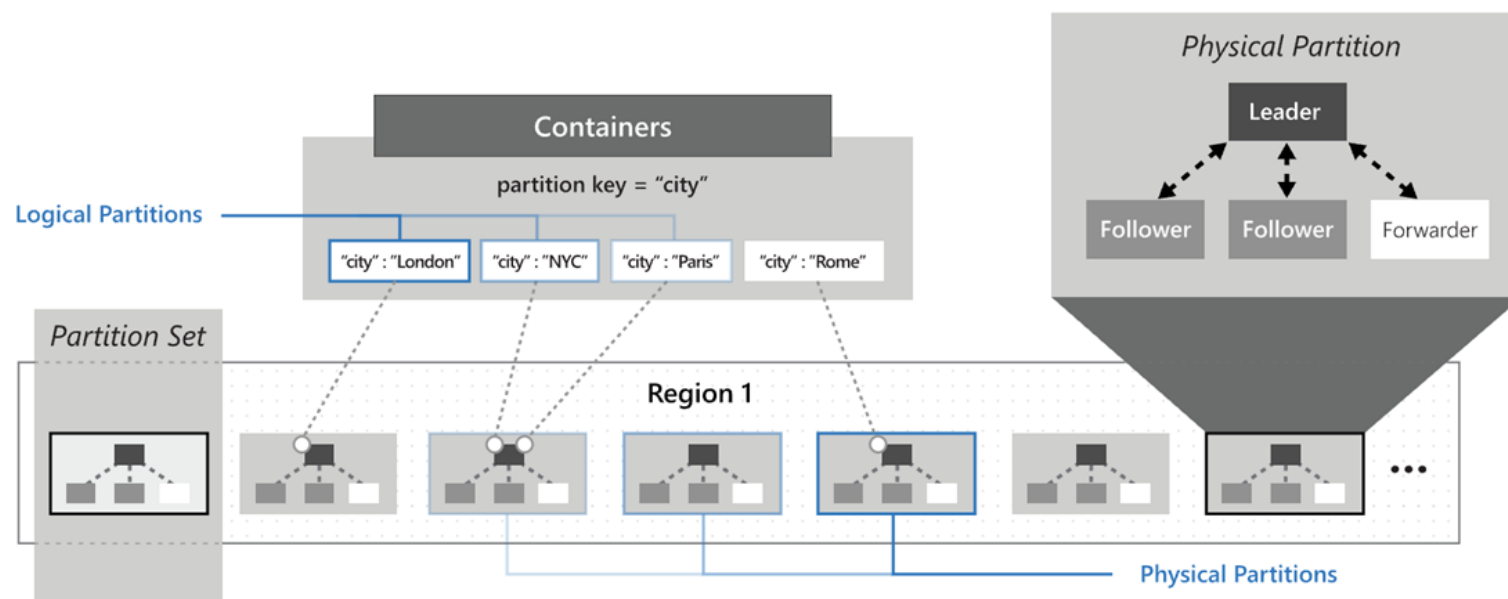 Physical Partition
Leader
Follower
Follower
Forwarder
Containers
partition key = “city”
Logical Partitions
“city” : “London”
“city” : “NYC”
“city” : “Paris”
“city” : “Rome”
Partition Set
Region 1
Physical Partitions